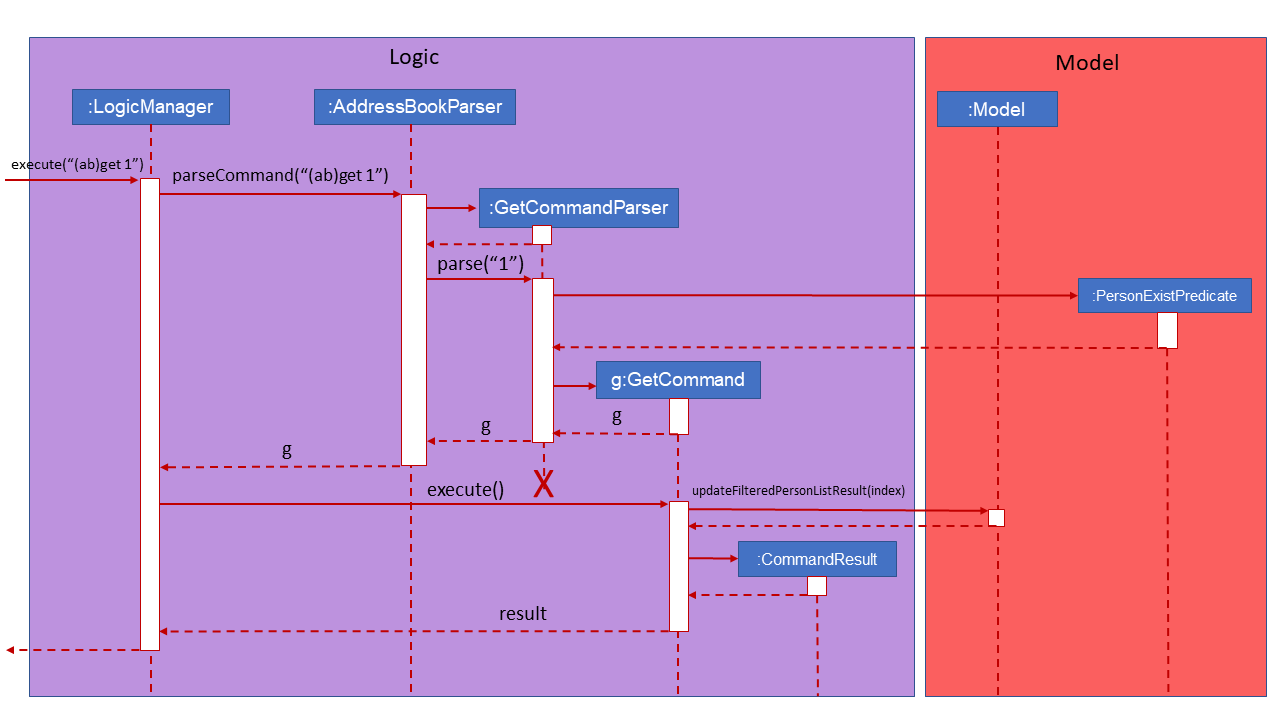 Logic
Model
:LogicManager
:AddressBookParser
:Model
execute(“(ab)get 1”)
parseCommand(“(ab)get 1”)
:GetCommandParser
parse(“1”)
:PersonExistPredicate
g:GetCommand
g
g
g
execute()
X
updateFilteredPersonListResult(index)
:CommandResult
result